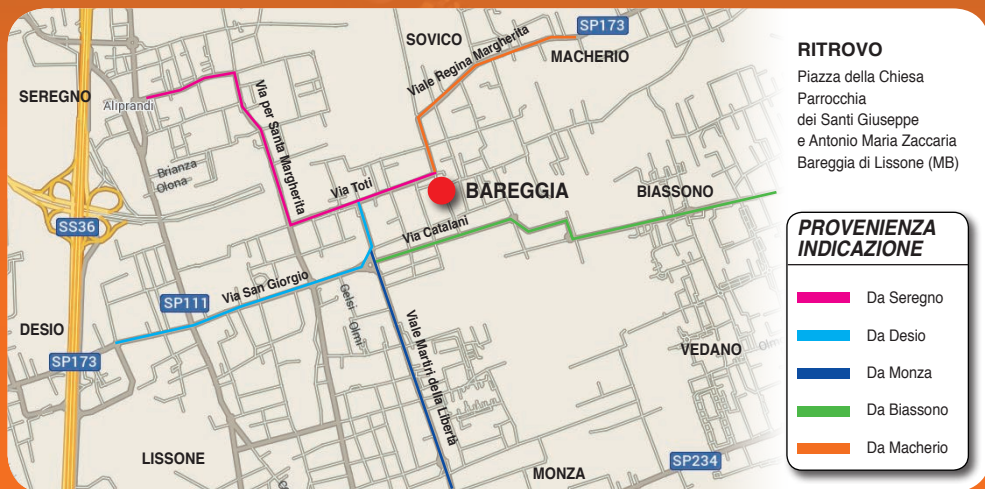 SP173
SOVICO
MACHERIO
Viale Regina Margherita
SEREGNO
Aliprandi
Via per Santa Margherita
Brianza
Olona
Via Toti
BAREGGIA
BIASSONO
SS36
Via Catalani
Via San Giorgio
SP111
Gelsi
Olmi
DESIO
SP173
Viale Martiri della Libertà
VEDANO
LISSONE
MONZA
SP234
RITROVO
Piazza della Chiesa
Parrocchia
dei Santi Giuseppe
e Antonio Maria Zaccaria
Bareggia di Lissone (MB)
PROVENIENZA
INDICAZIONE
Da Seregno
Da Desio
Da Monza
Da Biassono
Da Macherio